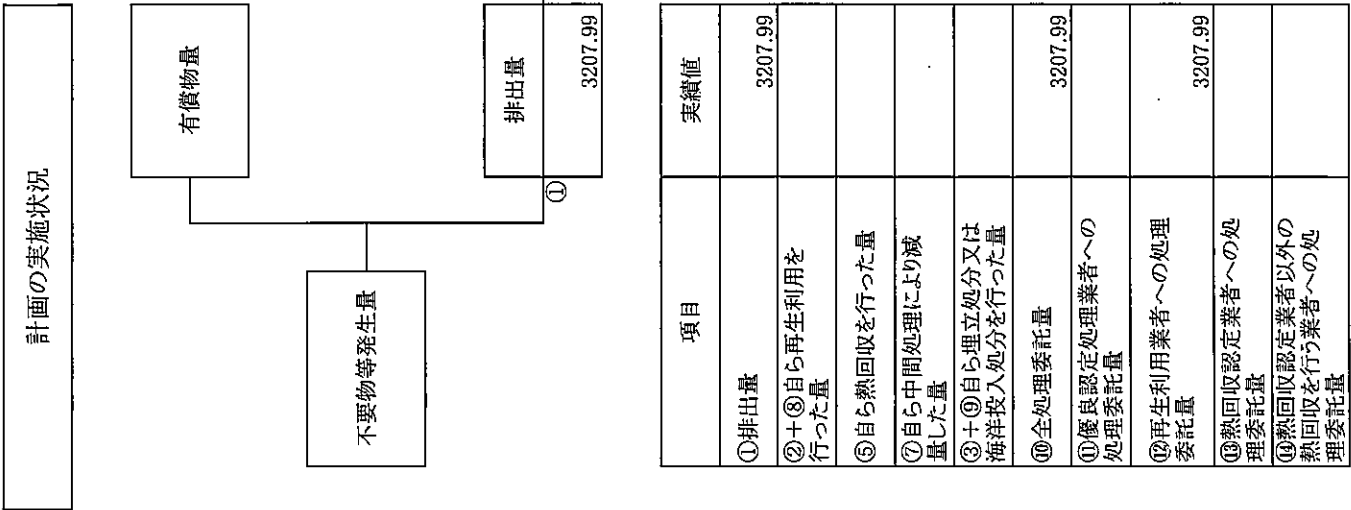 計画の実施状況
有償物量
不要物等発生量
排出量
①
3207.99
項目
実績値
①排出量
3207.99
②+⑧自ら再生利用を
行った量
⑤自ら熱回収を行った量
⑦自ら中間処理により減
量した量
③+⑨自ら埋立処分又は
海洋投入処分を行った量
⑩全処理委託量
3207.99
⑪優良認定処理業者への
処理委託量
⑫再生利用業者への処理
委託量
3207.99
⑬熱回収認定業者への処
理委託量
⑭熱回収認定業者以外の
熱回収を行う業者への処
理委託量